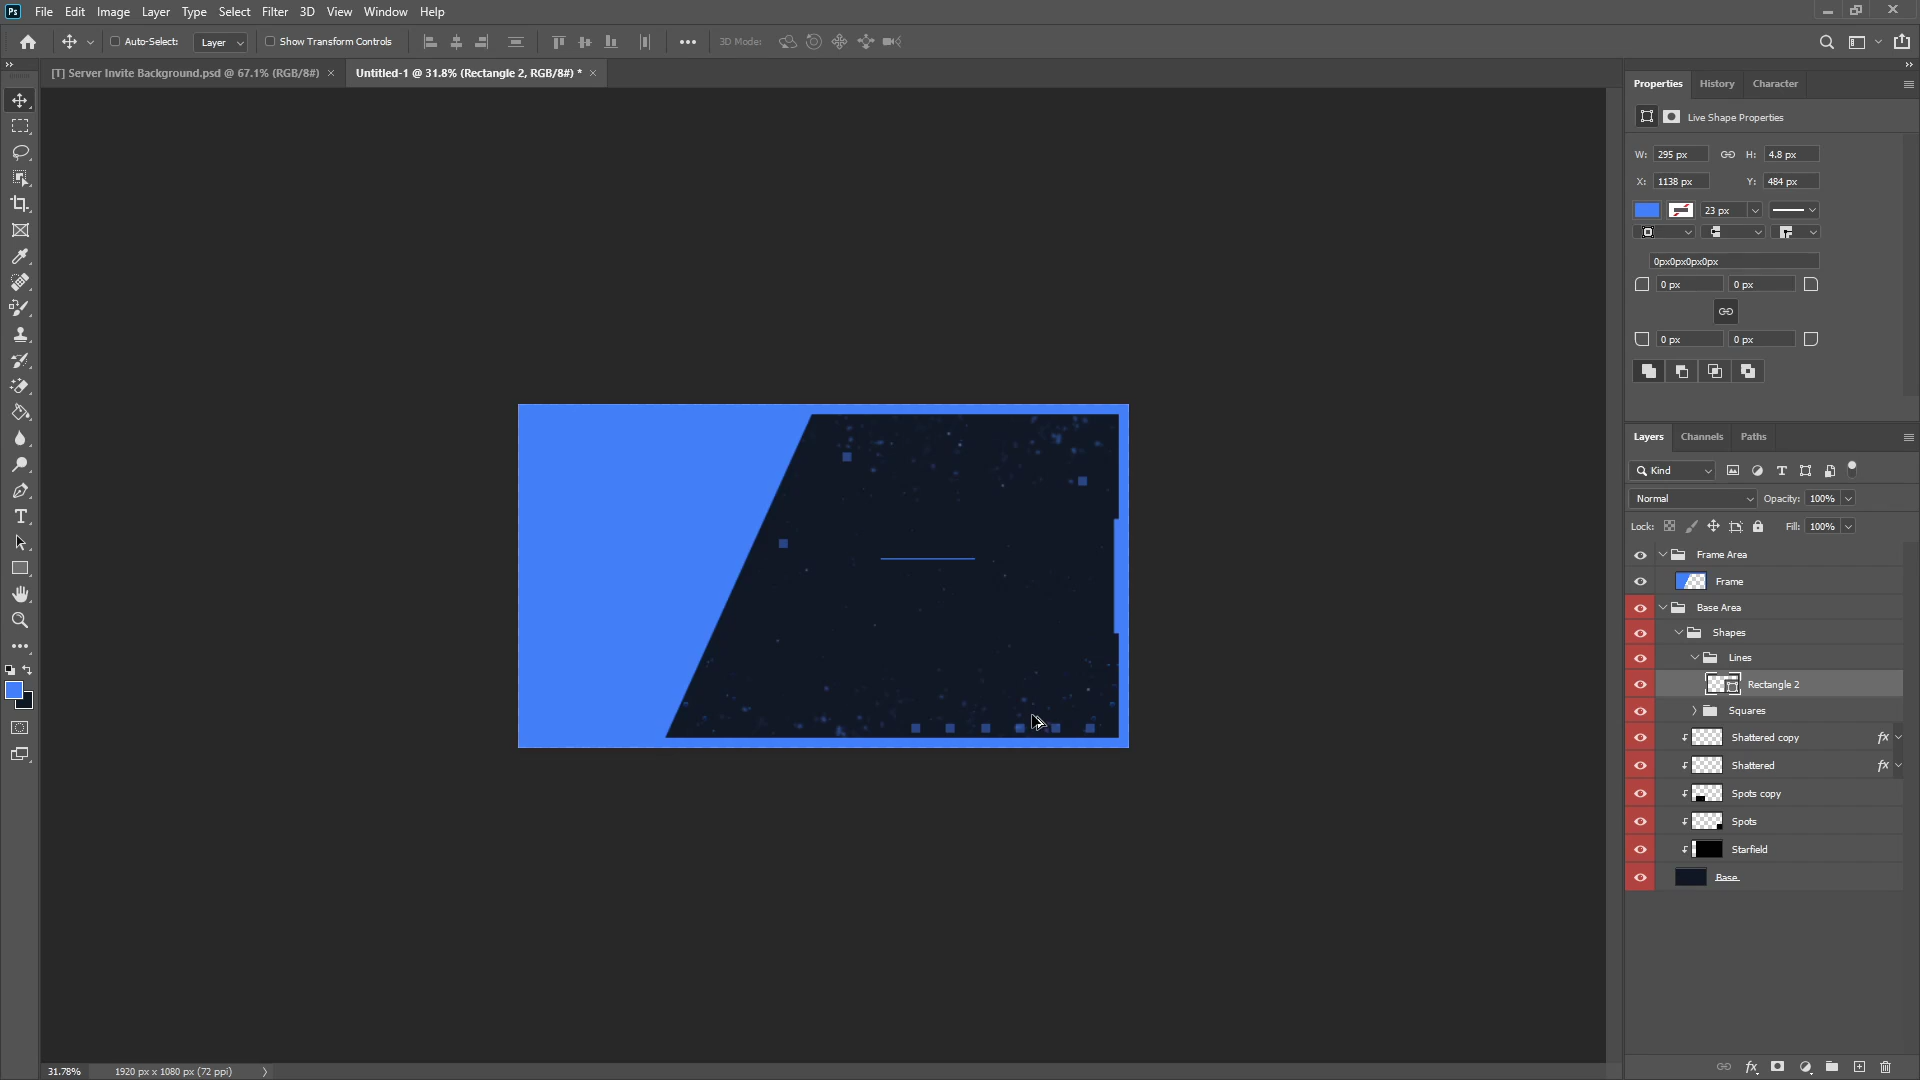 Ps File Edit Image Layer Type Select Filter 3D View Window Help
Auto-Select: Layer Show Transform Controls 3D Mode:
[T] Server Invite Background.psd @ 67.1% (RGB/8#) × Untitled-1 @ 31.8% (Rectangle 2, RGB/8#) * ×
Properties History Character
Live Shape Properties
W: 295 px H: 4.8 px
X: 1138 px Y: 484 px
23 px
0px0px0px0px
0 px 0 px
0 px 0 px
Layers Channels Paths
Kind
Normal Opacity: 100%
Lock: Fill: 100%
Frame Area
Frame
Base Area
Shapes
Lines
Rectangle 2
Squares
Shattered copy fx
Shattered fx
Spots copy
Spots
Starfield
Base
31.78% 1920 px x 1080 px (72 ppi)
fx